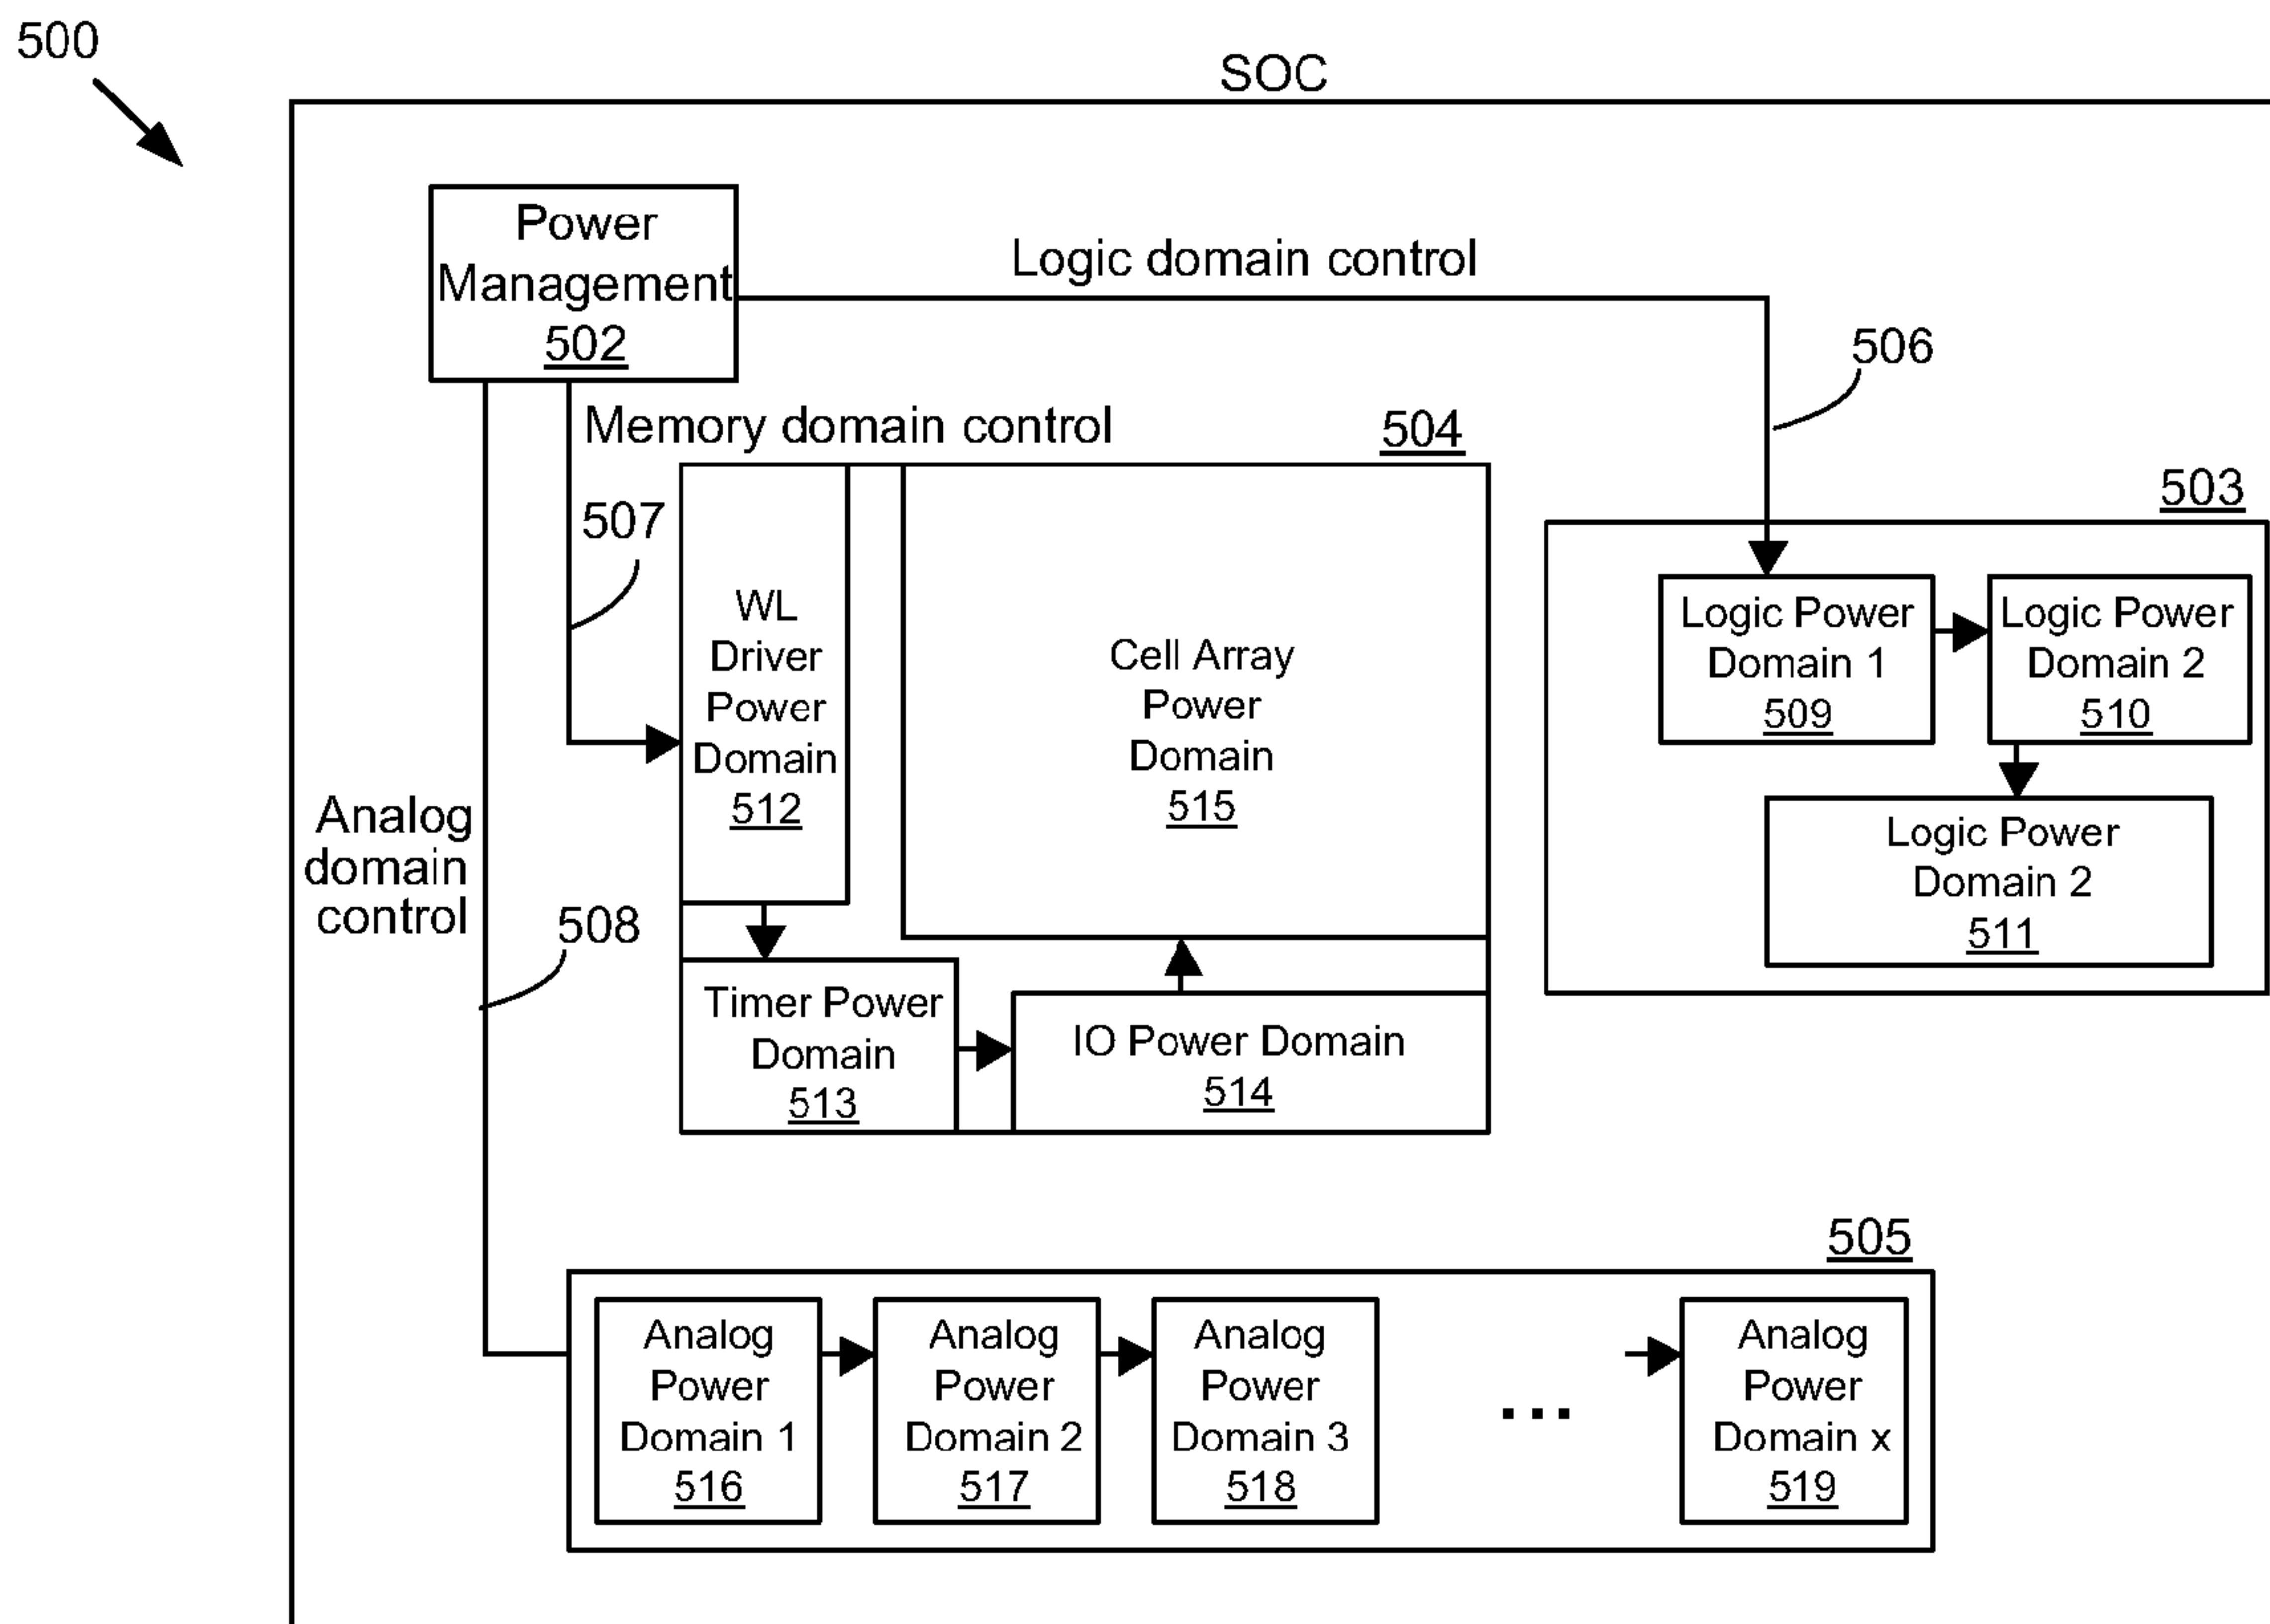 500
SOC
Power
Management
502
Logic domain control
506
Memory domain control
504
507
503
WL
Driver
Power
Domain
512
Cell Array
Power
Domain
515
Logic Power
Domain 1
509
Logic Power
Domain 2
510
Logic Power
Domain 2
511
Analog
domain
control
508
Timer Power
Domain
513
IO Power Domain
514
505
Analog
Power
Domain 1
516
Analog
Power
Domain 2
517
Analog
Power
Domain 3
518
...
Analog
Power
Domain x
519